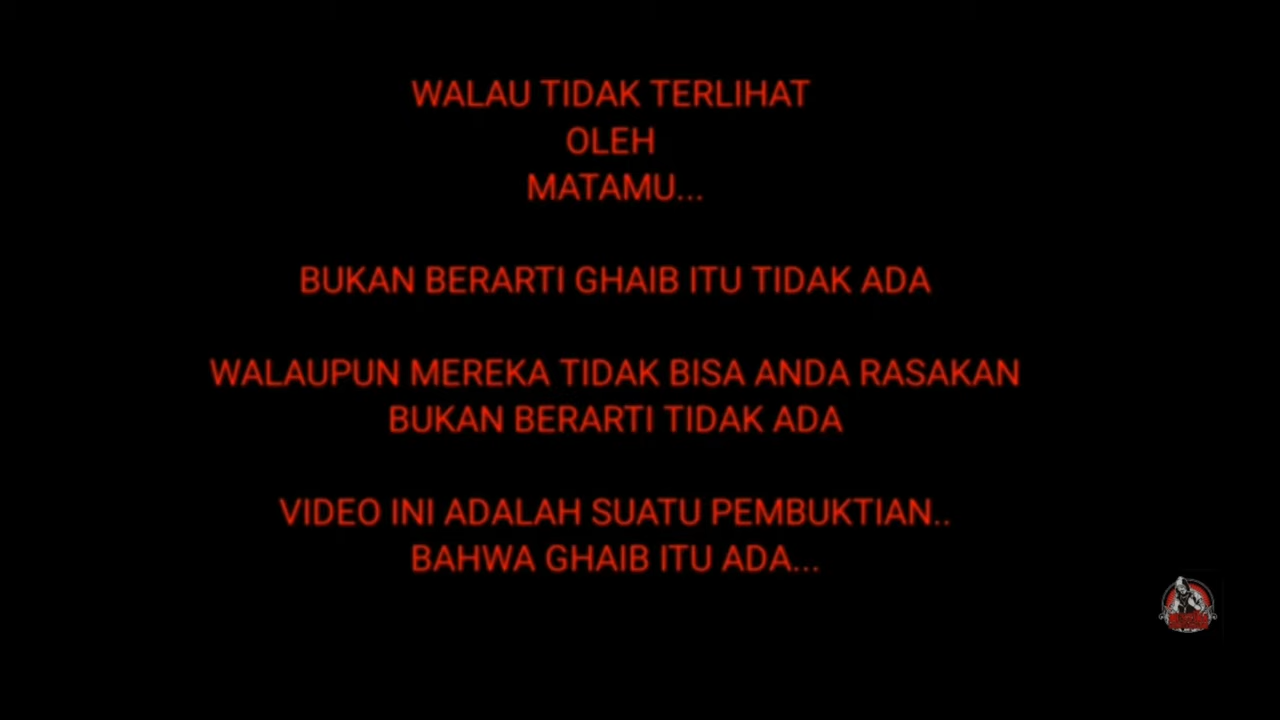 WALAU TIDAK TERLIHAT
OLEH
MATAMU...
BUKAN BERARTI GHAIB ITU TIDAK ADA
WALAUPUN MEREKA TIDAK BISA ANDA RASAKAN
BUKAN BERARTI TIDAK ADA
VIDEO INI ADALAH SUATU PEMBUKTIAN..
BAHWA GHAIB ITU ADA...